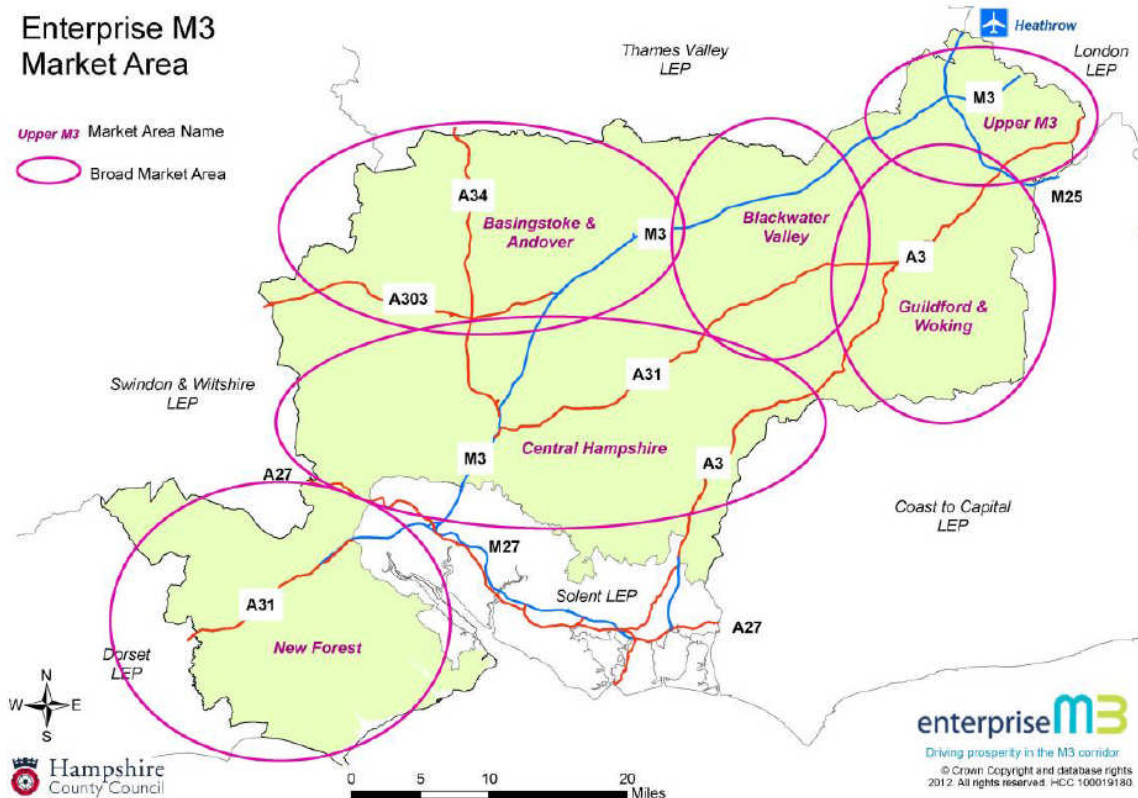 Enterprise M3
Market Area
Upper M3 Market Area Name
Broad Market Area
Thames Valley
LEP
Heathrow
London
LEP
M3
Upper M3
M25
A34
Basingstoke &
Andover
M3
Blackwater
Valley
A3
Guildford &
Woking
A303
Swindon & Wiltshire
LEP
A31
Central Hampshire
M3
A3
A27
Coast to Capital
LEP
M27
Solent LEP
A27
A31
New Forest
Dorset
LEP
N
W E
S
Hampshire
County Council
0 5 10 20
Miles
enterprise M3
Driving prosperity in the M3 corridor
© Crown Copyright and database rights
2012. All rights reserved. HCC 100019180